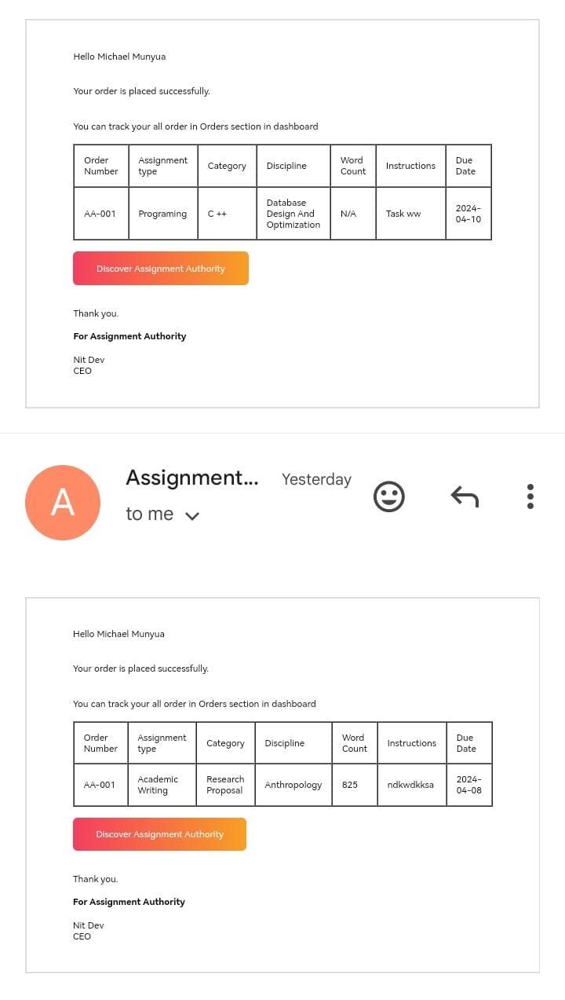 Hello Michael Munyua
Your order is placed successfully.
You can track your all order in Orders section in dashboard
Order Number
Assignment type
Category
Discipline
Word Count
Instructions
Due Date
AA-001
Programing
C ++
Database Design And Optimization
N/A
Task ww
2024-04-10
Discover Assignment Authority
Thank you.
For Assignment Authority
Nit Dev
CEO
A
Assignment...
Yesterday
to me
Hello Michael Munyua
Your order is placed successfully.
You can track your all order in Orders section in dashboard
Order Number
Assignment type
Category
Discipline
Word Count
Instructions
Due Date
AA-001
Academic Writing
Research Proposal
Anthropology
825
ndkwdkksa
2024-04-08
Discover Assignment Authority
Thank you.
For Assignment Authority
Nit Dev
CEO